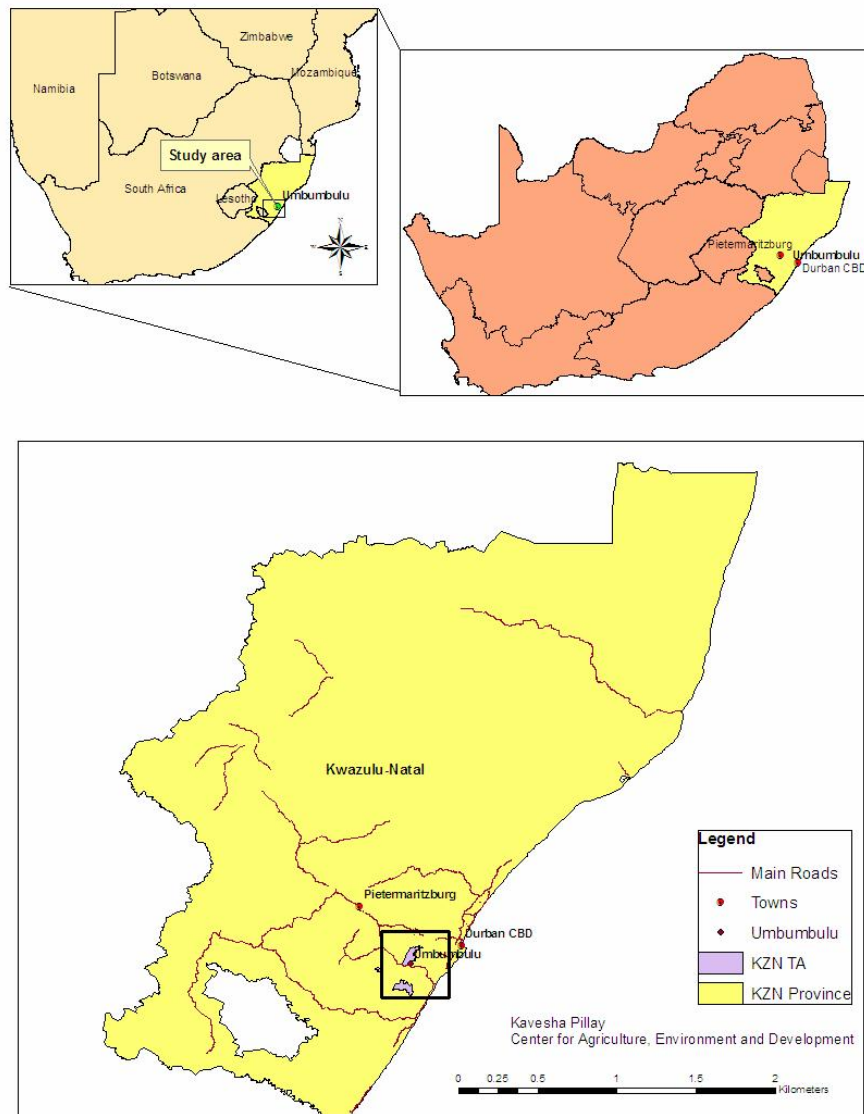 Zimbabwe
Mozambique
Botswana
Namibia
Study area
South Africa
Lesotho
Umbumbulu
N
Pietermaritzburg
Umbumbulu
Durban CBD
Kwazulu-Natal
Pietermaritzburg
Durban CBD
Umbumbulu
Legend
Main Roads
Towns
Umbumbulu
KZN TA
KZN Province
Kavesha Pillay
Center for Agriculture, Environment and Development
0 0.25 0.5 1 1.5 2
Kilometers